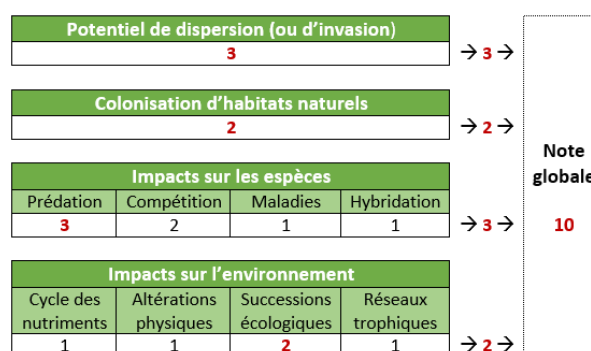 Potentiel de dispersion (ou d'invasion)
3 → 3 →
Colonisation d'habitats naturels
2 → 2 →
Note
globale
10
Impacts sur les espèces
Prédation Compétition Maladies Hybridation
3 2 1 1 → 3 →
Impacts sur l'environnement
Cycle des nutriments Altérations physiques Successions écologiques Réseaux trophiques
1 1 2 1 → 2 →